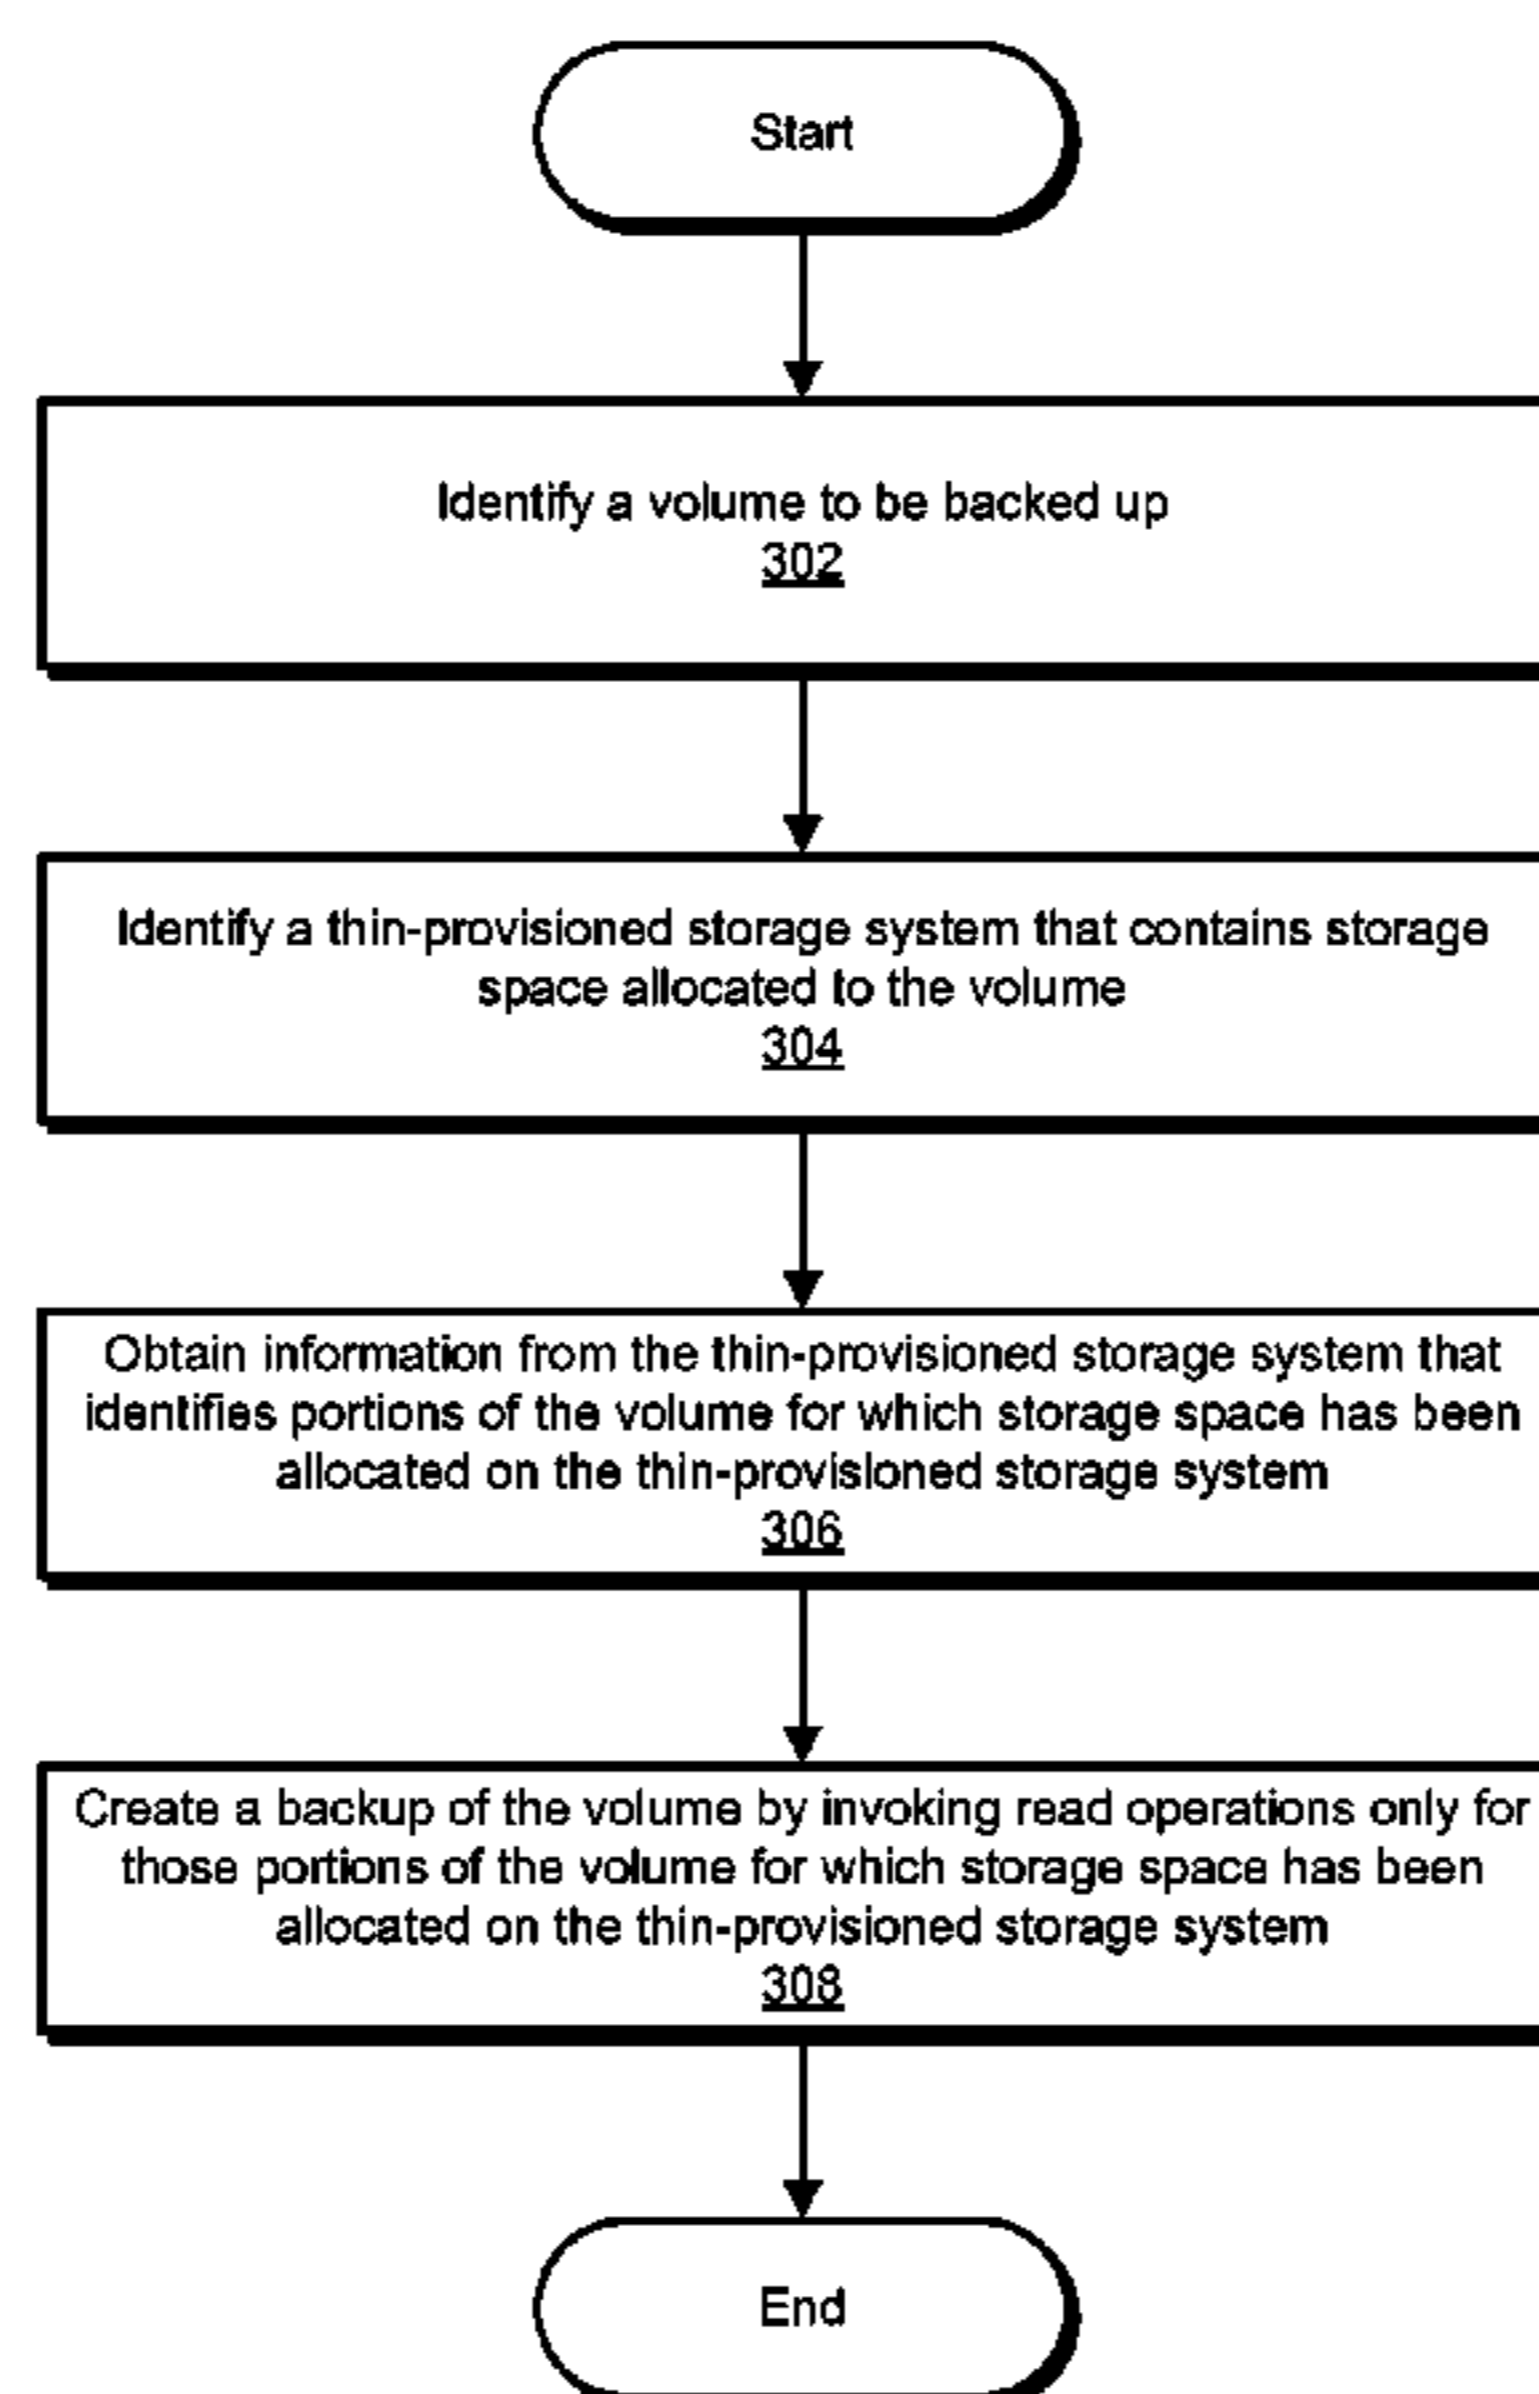 Start
Identify a volume to be backed up
302
Identify a thin-provisioned storage system that contains storage
space allocated to the volume
304
Obtain information from the thin-provisioned storage system that
identifies portions of the volume for which storage space has been
allocated on the thin-provisioned storage system
306
Create a backup of the volume by invoking read operations only for
those portions of the volume for which storage space has been
allocated on the thin-provisioned storage system
308
End